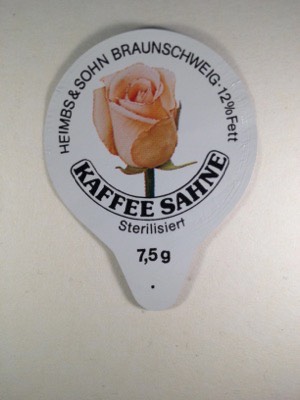 HEIMBS & SOHN BRAUNSCHWEIG · 12% Fett
KAFFEE SAHNE
Sterilisiert
7,5 g